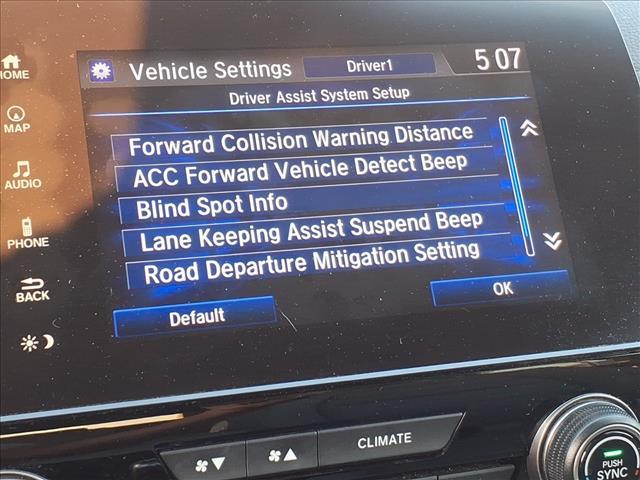 HOME
MAP
AUDIO
PHONE
BACK
Vehicle Settings
Driver1
5:07
Driver Assist System Setup
Forward Collision Warning Distance
ACC Forward Vehicle Detect Beep
Blind Spot Info
Lane Keeping Assist Suspend Beep
Road Departure Mitigation Setting
Default
OK
CLIMATE
PUSH
SYNC